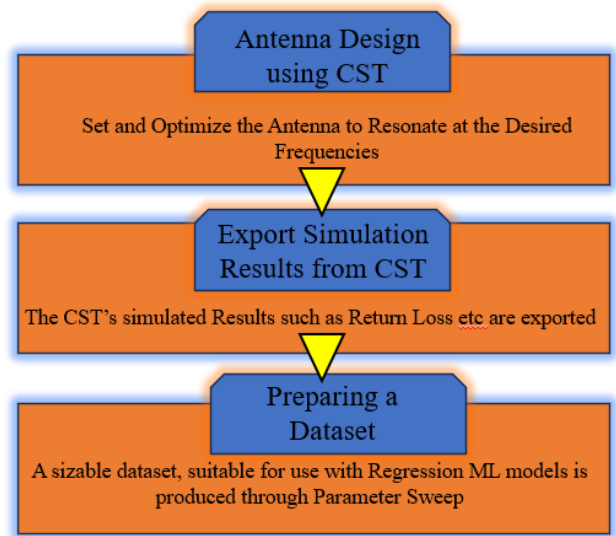 Antenna Design
using CST
Set and Optimize the Antenna to Resonate at the Desired
Frequencies
Export Simulation
Results from CST
The CST's simulated Results such as Return Loss etc are exported
Preparing a
Dataset
A sizable dataset, suitable for use with Regression ML models is
produced through Parameter Sweep